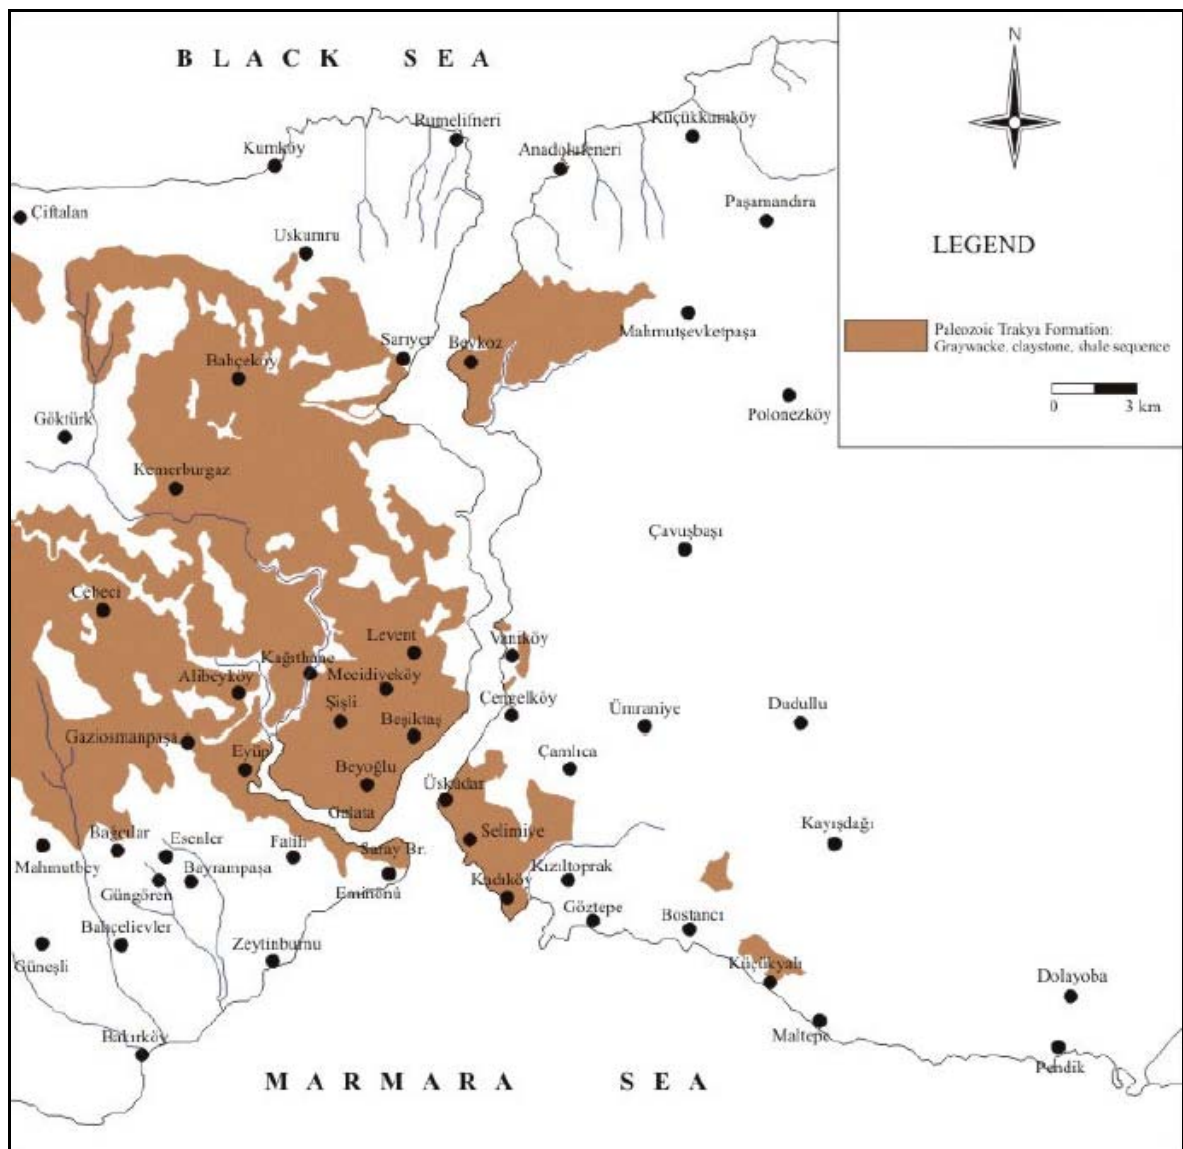 BLACK SEA
N
Rumelifneri
Küçükkumköy
Kumköy
Anadolufeneri
Çiftalan
Paşamandıra
Uskumru
LEGEND
Paleozoic Trakya Formation:
Graywacke, claystone, shale sequence
Mahmutşevketpaşa
Sarıyer
Beykoz
Bahçeköy
0 3 km
Göktürk
Polonezköy
Kemerburgaz
Çavuşbaşı
Cebeci
Levent
Vaniköy
Kağıthane
Mecidiyeköy
Alibeyköy
Şişli
Çengelköy
Ümraniye
Dudullu
Beşiktaş
Gaziosmanpaşa
Eyüp
Çamlıca
Beyoğlu
Üsküdar
Galata
Bağcılar
Esenler
Fatih
Saray Br.
Selimiye
Kayışdağı
Mahmutbey
Bayrampaşa
Kızıltoprak
Güngören
Eminönü
Kadıköy
Göztepe
Bostancı
Bahçelievler
Zeytinburnu
Güneşli
Küçükyalı
Dolayoba
Bakırköy
Maltepe
Pendik
MARMARA SEA